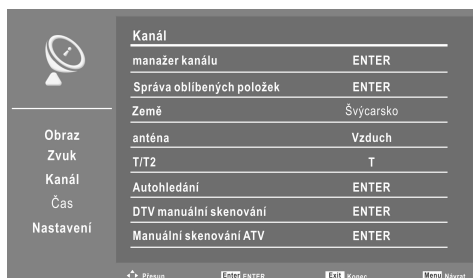 Kanál
manažer kanálu ENTER
Správa oblíbených položek ENTER
Země Švýcarsko
anténa Vzduch
T/T2 T
Autohledání ENTER
DTV manuální skenování ENTER
Manuální skenování ATV ENTER
Obraz
Zvuk
Kanál
Čas
Nastavení
Přesun Enter ENTER Exit Konec Menu Návrat